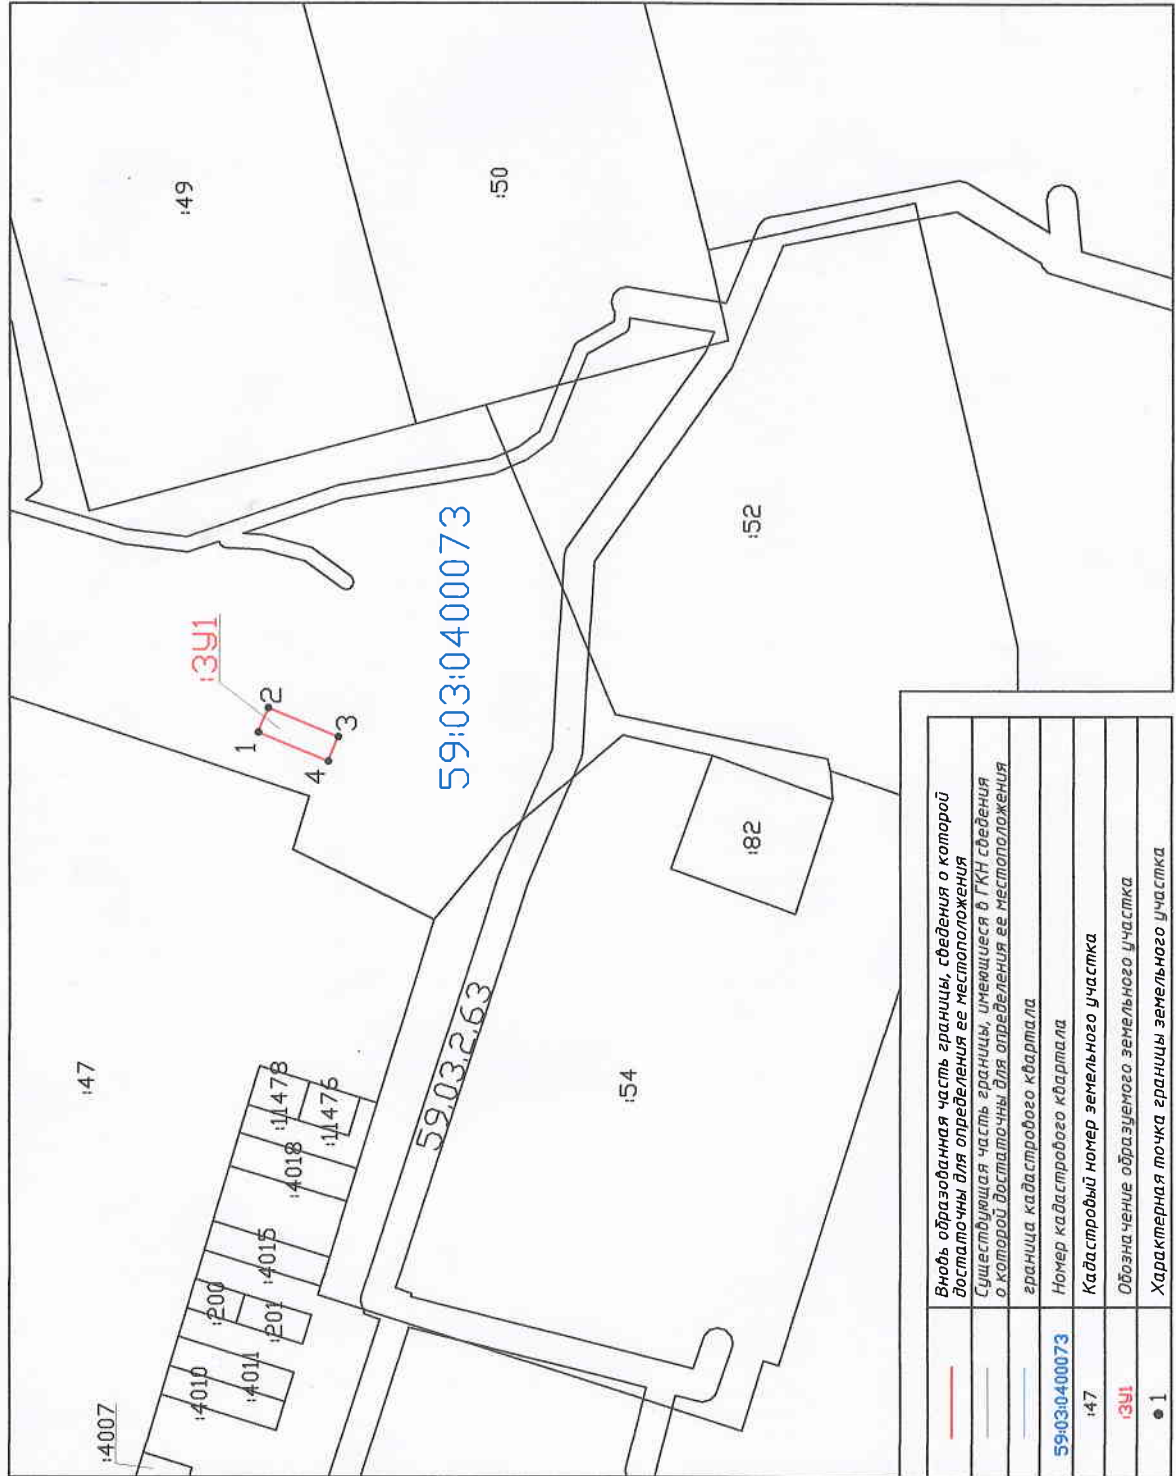 :49
:50
:3У1
1
2
3
4
59:03:0400073
:52
:47
:82
:11478
:11476
:4018
:4015
:200
:201
:4010
:4011
:4007
59.03.2.63
:54
Вновь образованная часть границы, сведения о которой
достаточны для определения ее местоположения
Существующая часть границы, имеющиеся в ГКН сведения
о которой достаточны для определения ее местоположения
граница кадастрового квартала
59:03:0400073 Номер кадастрового квартала
:47 Кадастровый номер земельного участка
:3У1 Обозначение образуемого земельного участка
1 Характерная точка границы земельного участка